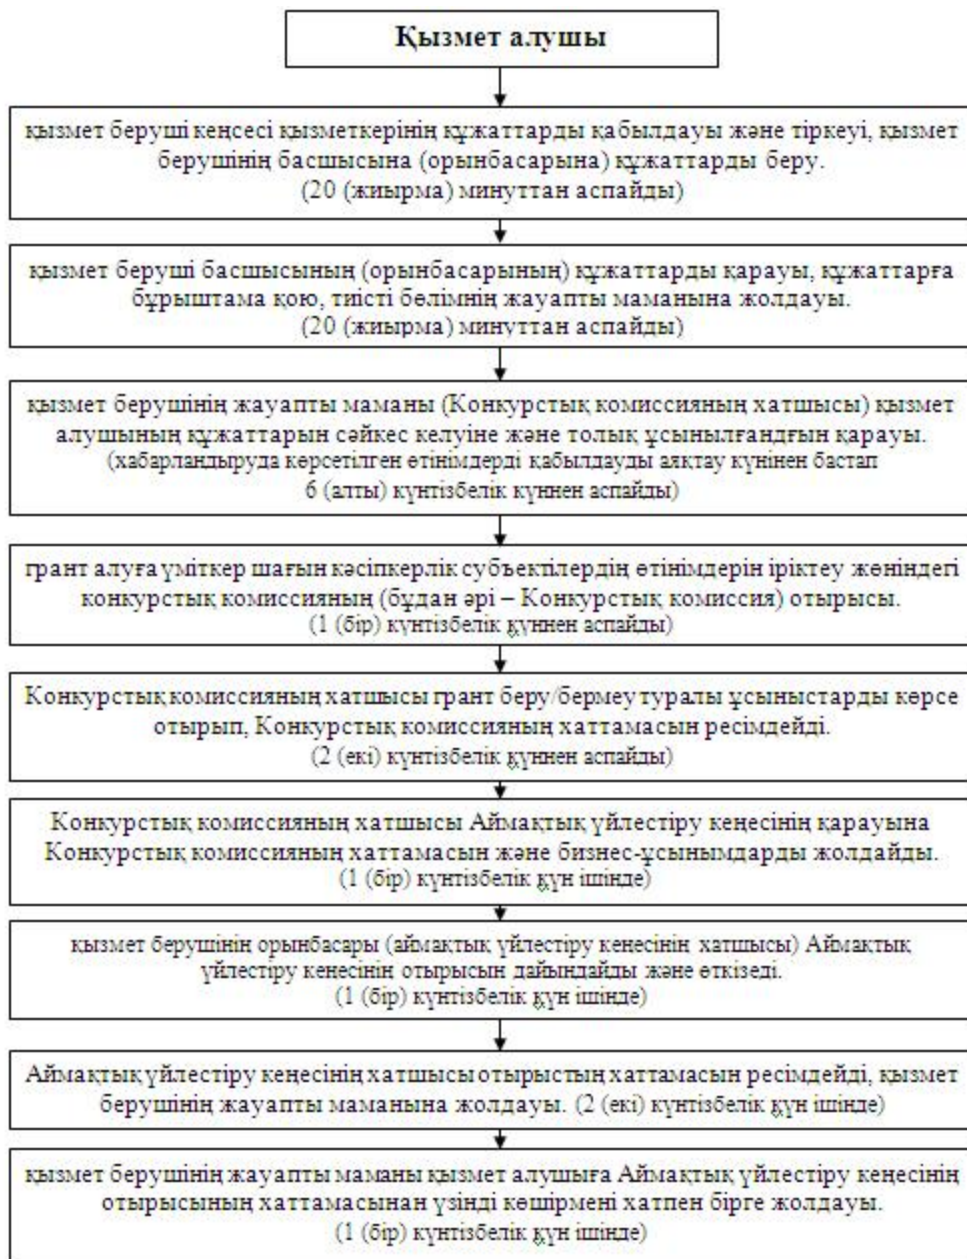 Қызмет алушы
қызмет беруші кеңсесі қызметкерінің құжаттарды қабылдауы және тіркеуі, қызмет
берушінің басшысына (орынбасарына) құжаттарды беру.
(20 (жиырма) минуттан аспайды)
қызмет беруші басшысының (орынбасарының) құжаттарды қарауы, құжаттарға
бұрыштама қою, тиісті бөлімнің жауапты маманына жолдауы.
(20 (жиырма) минуттан аспайды)
қызмет берушінің жауапты маманы (Конкурстық комиссияның хатшысы) қызмет
алушының құжаттарын сәйкес келуіне және толық ұсынылғандғын қарауы.
(хабарландыруда көрсетілген өтінімдерді қабылдауды аяқтау күнінен бастап
6 (алты) күнтізбелік күннен аспайды)
грант алуға үміткер шағын кәсіпкерлік субъектілердің өтінімдерін іріктеу жөніндегі
конкурстық комиссияның (бұдан әрі – Конкурстық комиссия) отырысы.
(1 (бір) күнтізбелік күннен аспайды)
Конкурстық комиссияның хатшысы грант беру/бермеу туралы ұсыныстарды көрсе
отырып, Конкурстық комиссияның хаттамасын ресімдейді.
(2 (екі) күнтізбелік күннен аспайды)
Конкурстық комиссияның хатшысы Аймақтық үйлестіру кеңесінің қарауына
Конкурстық комиссияның хаттамасын және бизнес-ұсынымдарды жолдайды.
(1 (бір) күнтізбелік күн ішінде)
қызмет берушінің орынбасары (аймақтық үйлестіру кенесінің хатшысы) Аймақтық
үйлестіру кенесінің отырысын дайындайды және өткізеді.
(1 (бір) күнтізбелік күн ішінде)
Аймақтық үйлестіру кеңесінің хатшысы отырыстың хаттамасын ресімдейді, қызмет
берушінің жауапты маманына жолдауы. (2 (екі) күнтізбелік күн ішінде)
қызмет берушінің жауапты маманы қызмет алушыға Аймақтық үйлестіру кеңесінің
отырысының хаттамасынан үзінді көшірмені хатпен бірге жолдауы.
(1 (бір) күнтізбелік күн ішінде)